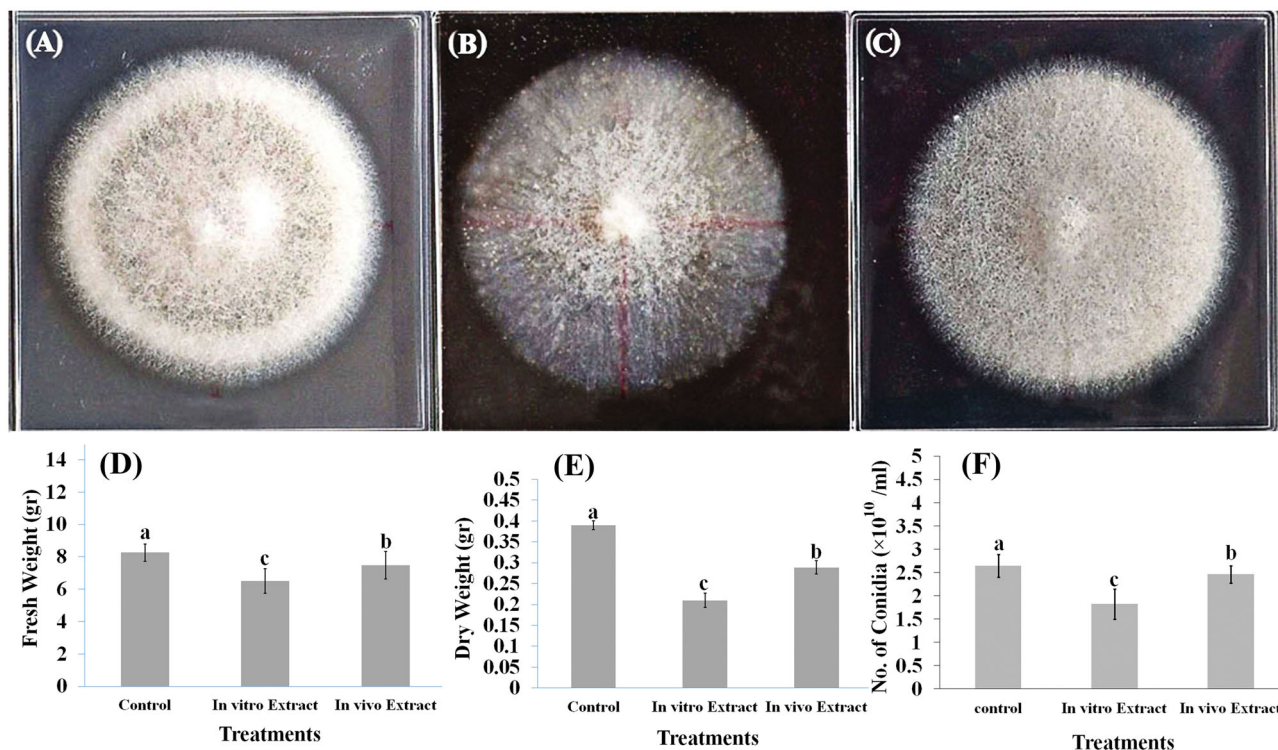 (A)
(B)
(C)
(D)
Fresh Weight (gr)
14
12
10
8
6
4
2
0
a
c
b
Control
In vitro Extract
In vivo Extract
Treatments
(E)
Dry Weight (gr)
0.5
0.45
0.4
0.35
0.3
0.25
0.2
0.15
0.1
0.05
0
a
c
b
Control
In vitro Extract
In vivo Extract
Treatments
(F)
No. of Conidia (×10¹⁰ /ml)
5
4.5
4
3.5
3
2.5
2
1.5
1
0.5
0
a
c
b
control
In vitro Extract
In vivo Extract
Treatments